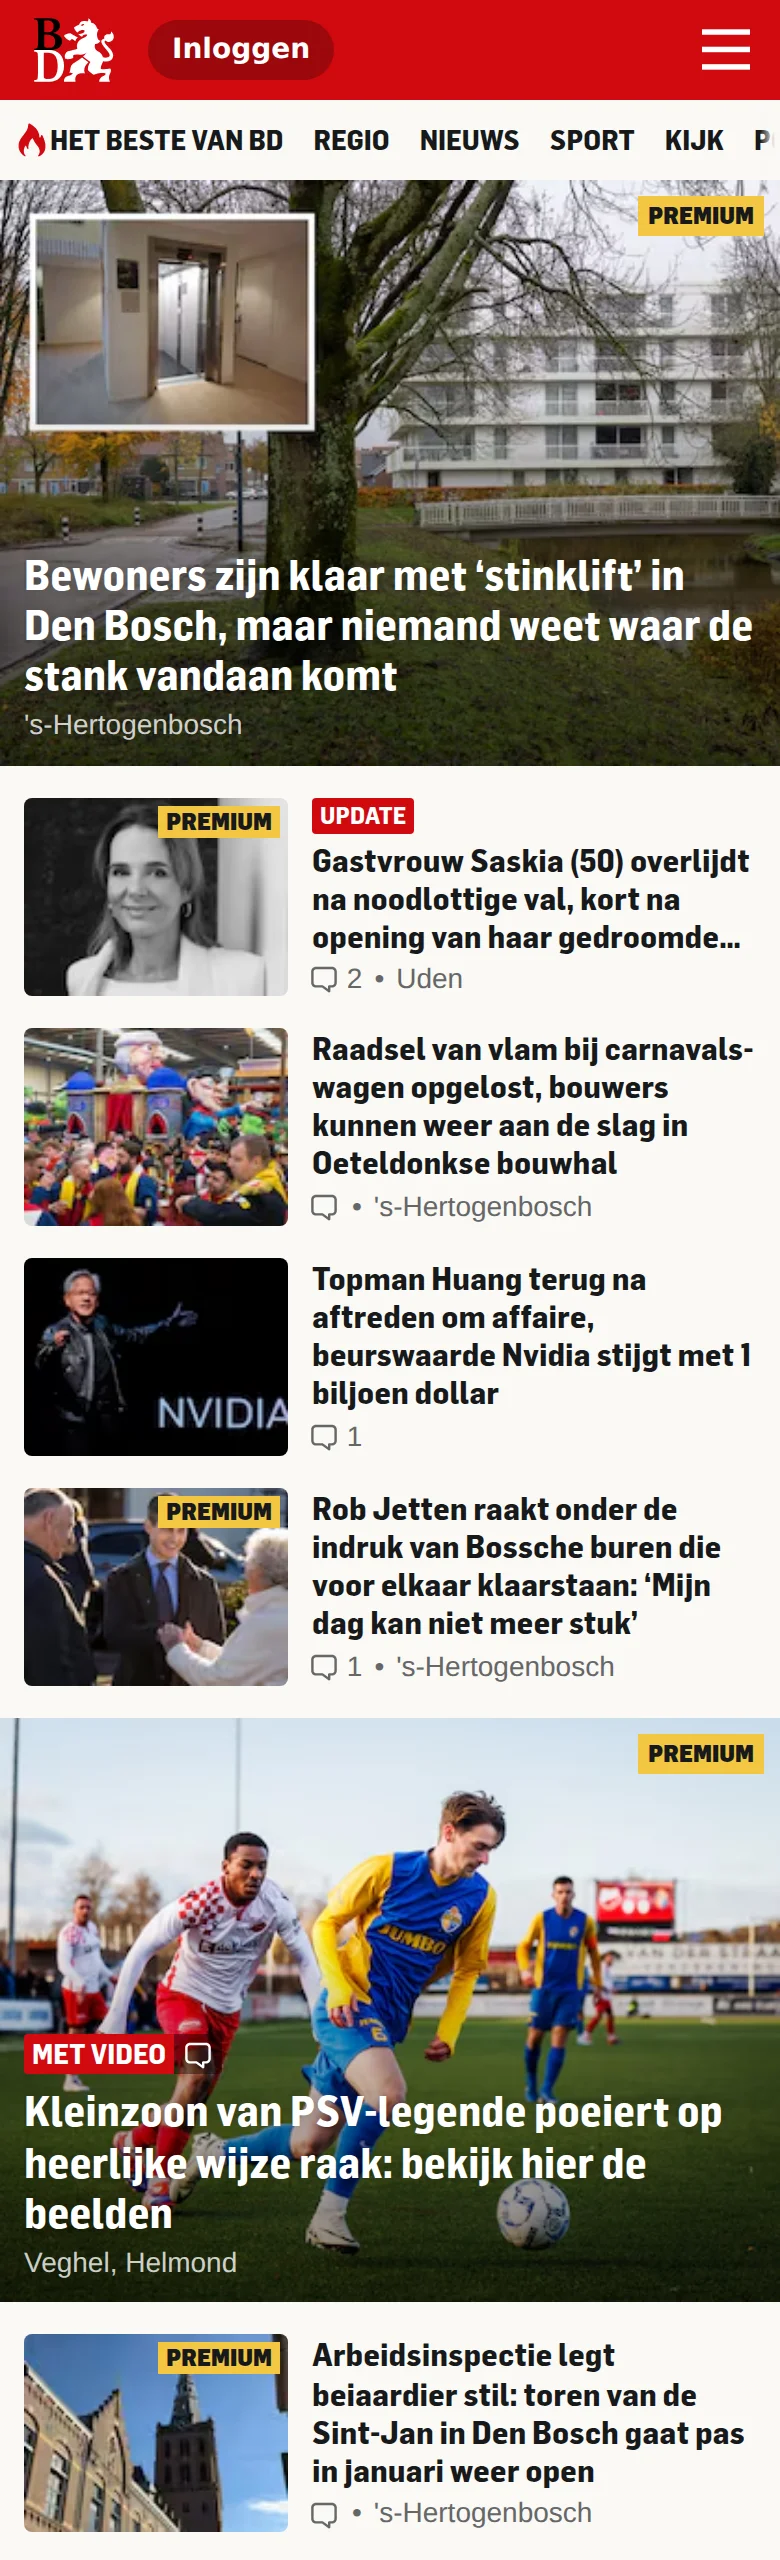 BD
Inloggen
HET BESTE VAN BD REGIO NIEUWS SPORT KIJK
PREMIUM
Bewoners zijn klaar met ‘stinklift’ in
Den Bosch, maar niemand weet waar de
stank vandaan komt
's-Hertogenbosch
PREMIUM
UPDATE
Gastvrouw Saskia (50) overlijdt
na noodlottige val, kort na
opening van haar gedroomde...
2 • Uden
Raadsel van vlam bij carnavals-
wagen opgelost, bouwers
kunnen weer aan de slag in
Oeteldonkse bouwhal
• 's-Hertogenbosch
NVIDIA
Topman Huang terug na
aftreden om affaire,
beurswaarde Nvidia stijgt met 1
biljoen dollar
1
PREMIUM
Rob Jetten raakt onder de
indruk van Bossche buren die
voor elkaar klaarstaan: ‘Mijn
dag kan niet meer stuk’
1 • 's-Hertogenbosch
PREMIUM
JUMBO
6
MET VIDEO
Kleinzoon van PSV-legende poeiert op
heerlijke wijze raak: bekijk hier de
beelden
Veghel, Helmond
PREMIUM
Arbeidsinspectie legt
beiaardier stil: toren van de
Sint-Jan in Den Bosch gaat pas
in januari weer open
• 's-Hertogenbosch